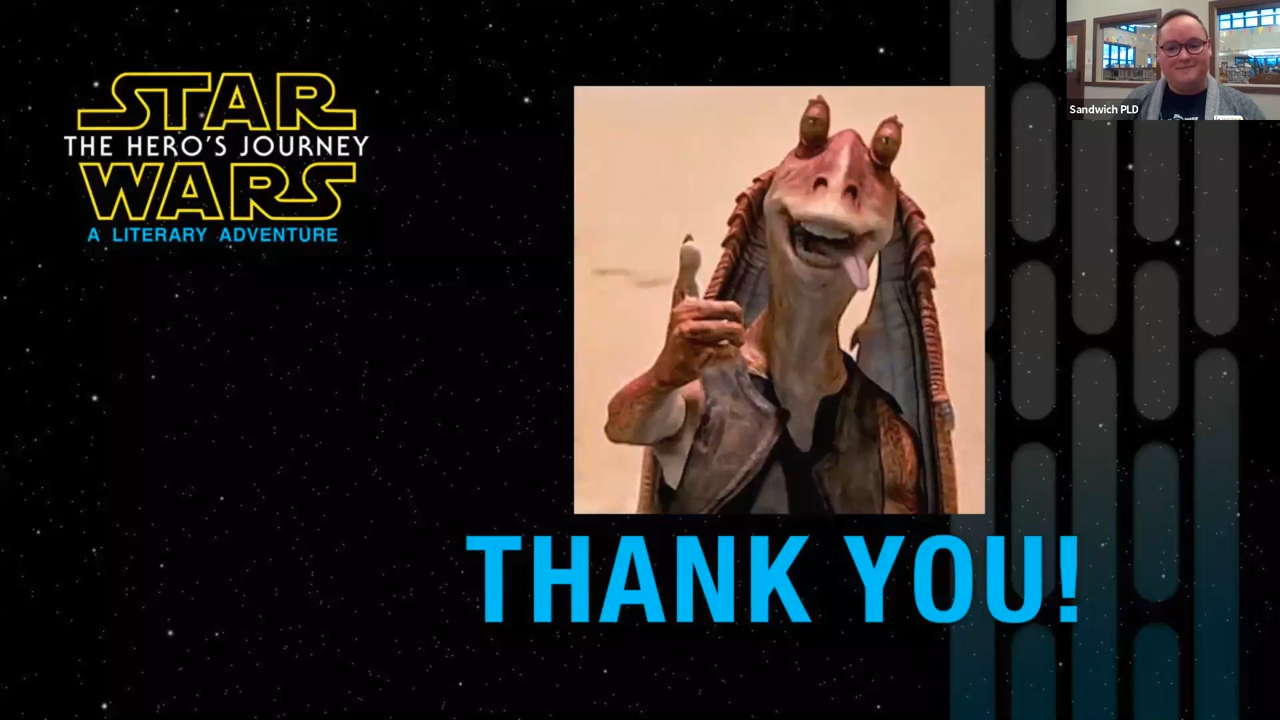 STAR
THE HERO'S JOURNEY
WARS
A LITERARY ADVENTURE
Sandwich PLD
THANK YOU!